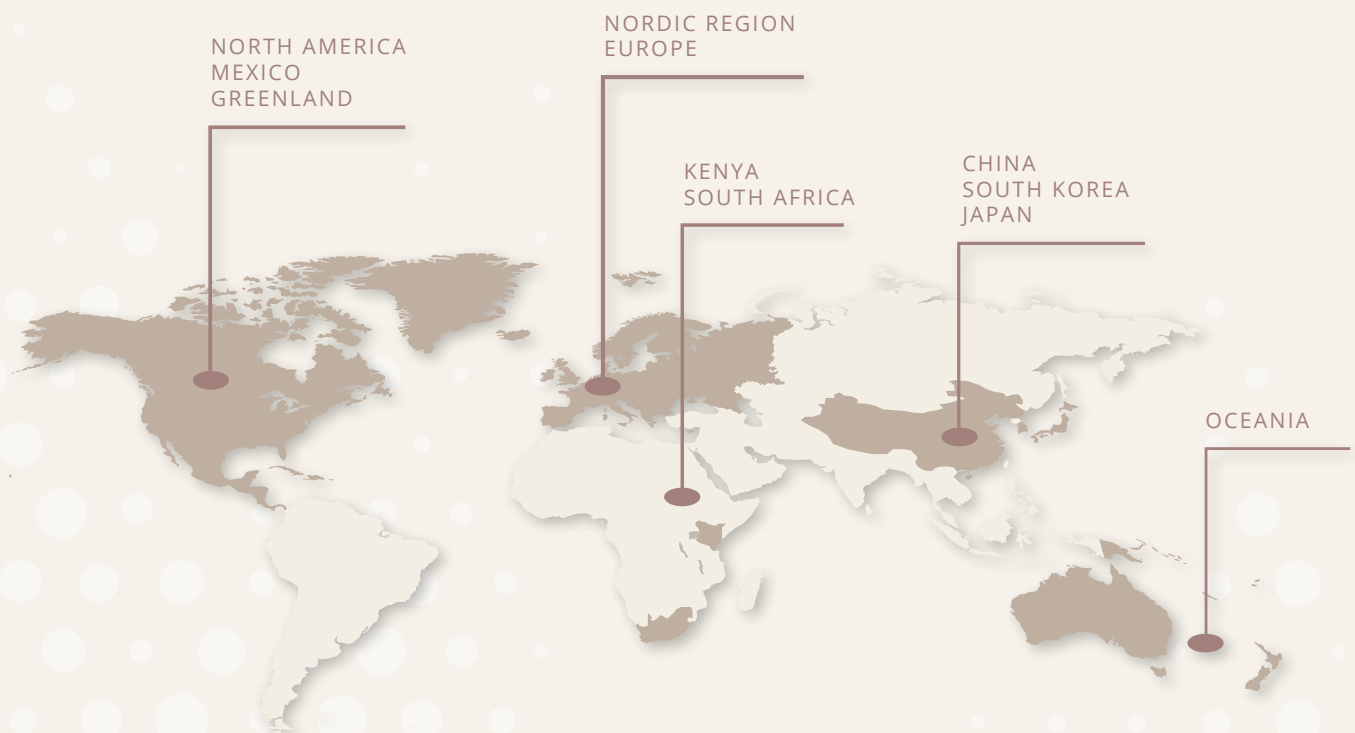 NORTH AMERICA
MEXICO
GREENLAND
NORDIC REGION
EUROPE
KENYA
SOUTH AFRICA
CHINA
SOUTH KOREA
JAPAN
OCEANIA